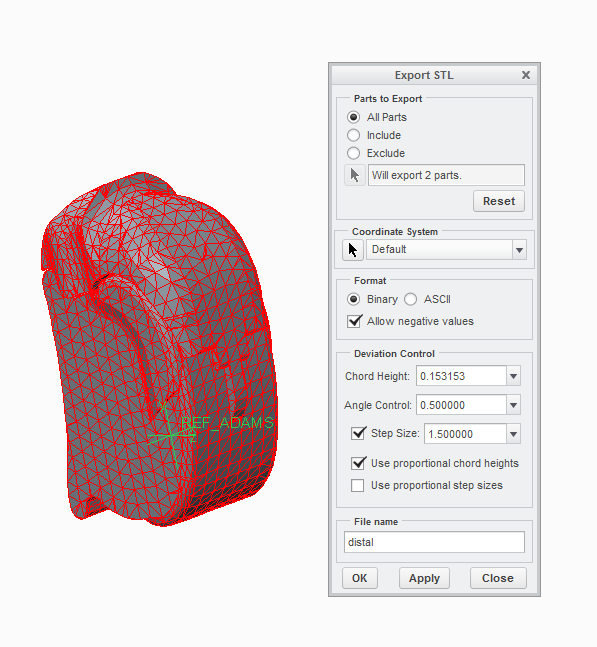 Export STL
Parts to Export
All Parts
Include
Exclude
Will export 2 parts.
Reset
Coordinate System
Default
Format
Binary ASCII
Allow negative values
Deviation Control
Chord Height: 0.153153
Angle Control: 0.500000
Step Size: 1.500000
Use proportional chord heights
Use proportional step sizes
REF_ADAMS
File name
distal
OK Apply Close